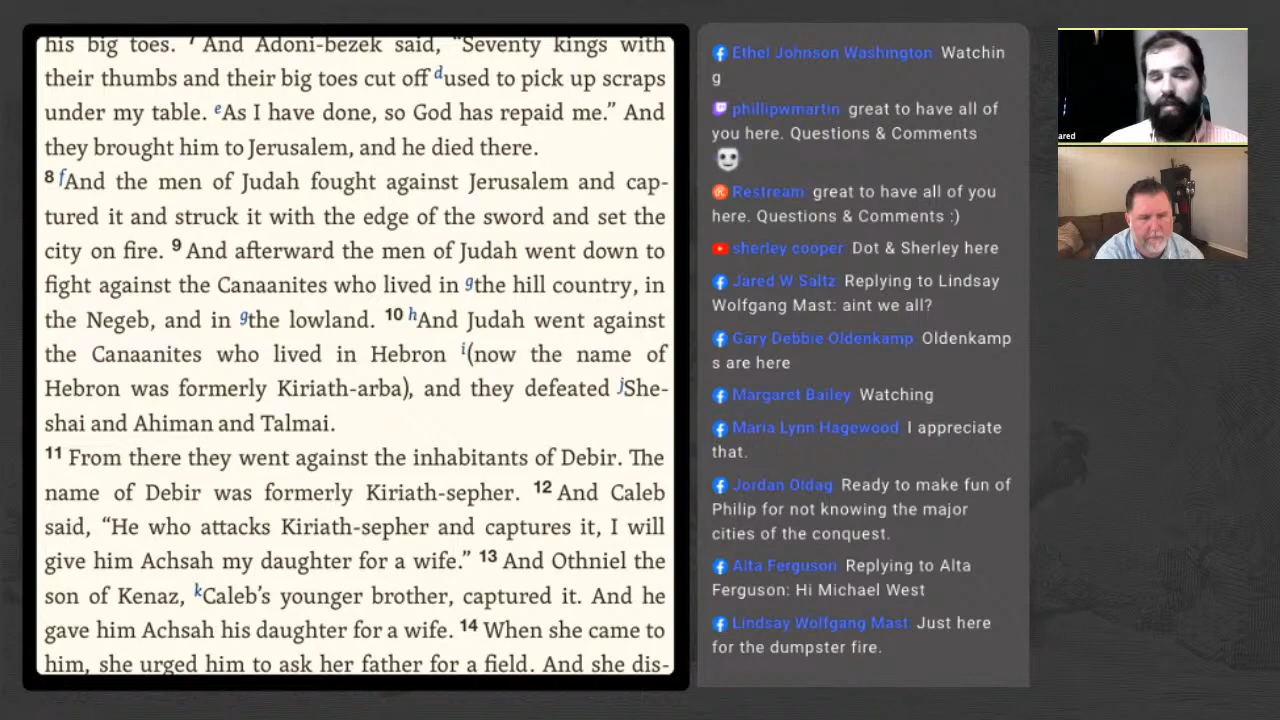 his big toes. 7 And Adoni-bezek said, “Seventy kings with
their thumbs and their big toes cut off dused to pick up scraps
under my table. eAs I have done, so God has repaid me.” And
they brought him to Jerusalem, and he died there.
8 fAnd the men of Judah fought against Jerusalem and cap-
tured it and struck it with the edge of the sword and set the
city on fire. 9 And afterward the men of Judah went down to
fight against the Canaanites who lived in gthe hill country, in
the Negeb, and in gthe lowland. 10 hAnd Judah went against
the Canaanites who lived in Hebron i(now the name of
Hebron was formerly Kiriath-arba), and they defeated jShe-
shai and Ahiman and Talmai.
11 From there they went against the inhabitants of Debir. The
name of Debir was formerly Kiriath-sepher. 12 And Caleb
said, “He who attacks Kiriath-sepher and captures it, I will
give him Achsah my daughter for a wife.” 13 And Othniel the
son of Kenaz, kCaleb’s younger brother, captured it. And he
gave him Achsah his daughter for a wife. 14 When she came to
him, she urged him to ask her father for a field. And she dis-
Ethel Johnson Washington Watchin
g
phillipwmartin great to have all of
you here. Questions & Comments
Restream great to have all of you
here. Questions & Comments :)
sherley cooper Dot & Sherley here
Jared W Saltz Replying to Lindsay
Wolfgang Mast: aint we all?
Gary Debbie Oldenkamp Oldenkamp
s are here
Margaret Bailey Watching
Maria Lynn Hagewood I appreciate
that.
Jordan Oldag Ready to make fun of
Philip for not knowing the major
cities of the conquest.
Alta Ferguson Replying to Alta
Ferguson: Hi Michael West
Lindsay Wolfgang Mast Just here
for the dumpster fire.
ared